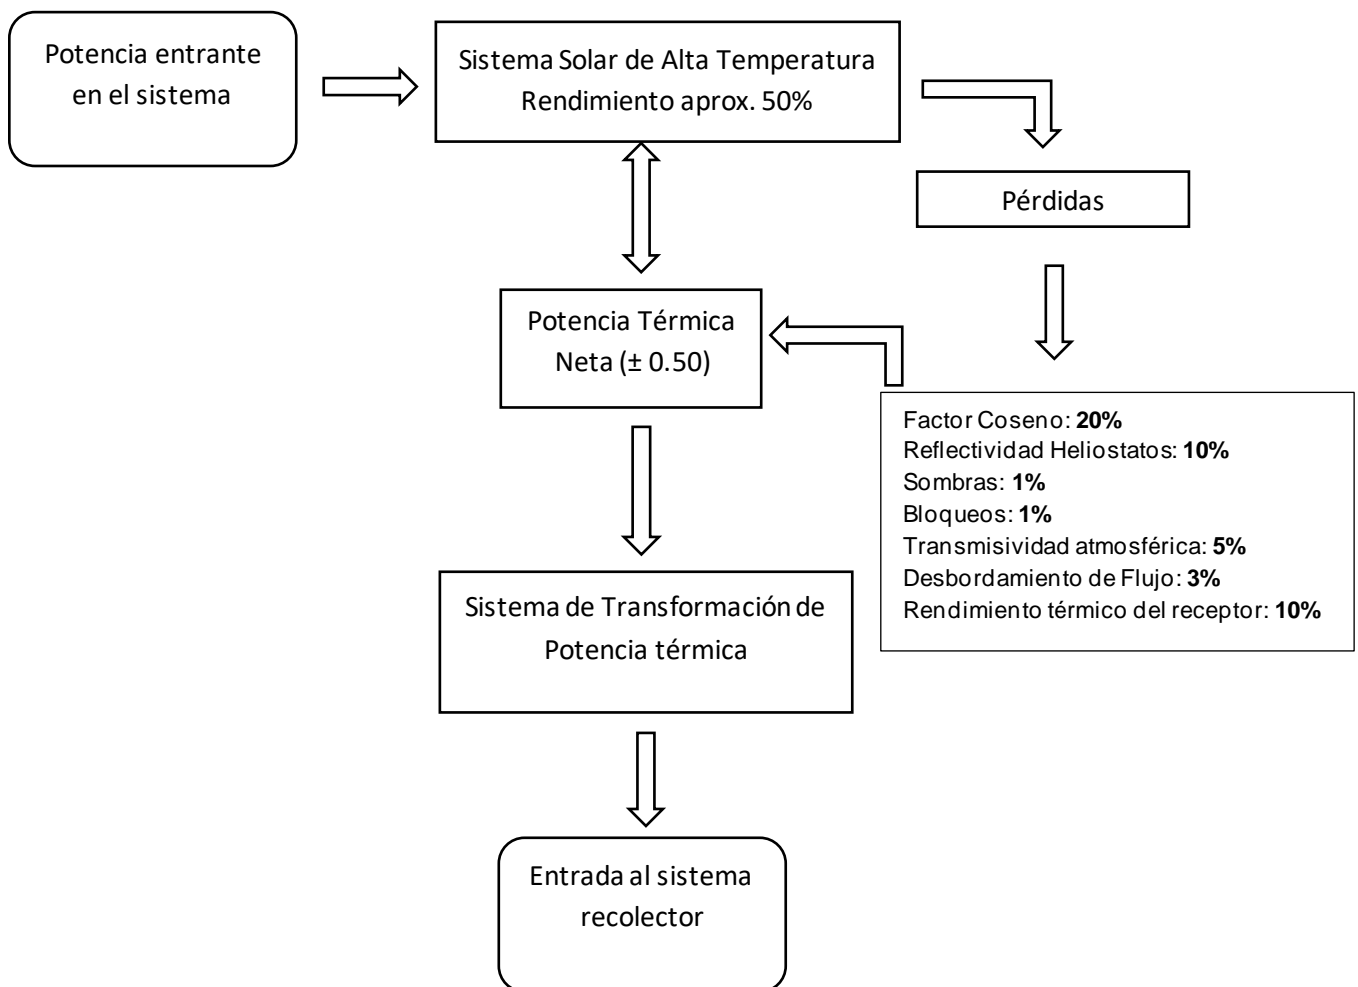 Potencia entrante
en el sistema
Sistema Solar de Alta Temperatura
Rendimiento aprox. 50%
Pérdidas
Potencia Térmica
Neta (± 0.50)
Factor Coseno: 20%
Reflectividad Heliostatos: 10%
Sombras: 1%
Bloqueos: 1%
Transmisividad atmosférica: 5%
Desbordamiento de Flujo: 3%
Rendimiento térmico del receptor: 10%
Sistema de Transformación de
Potencia térmica
Entrada al sistema
recolector